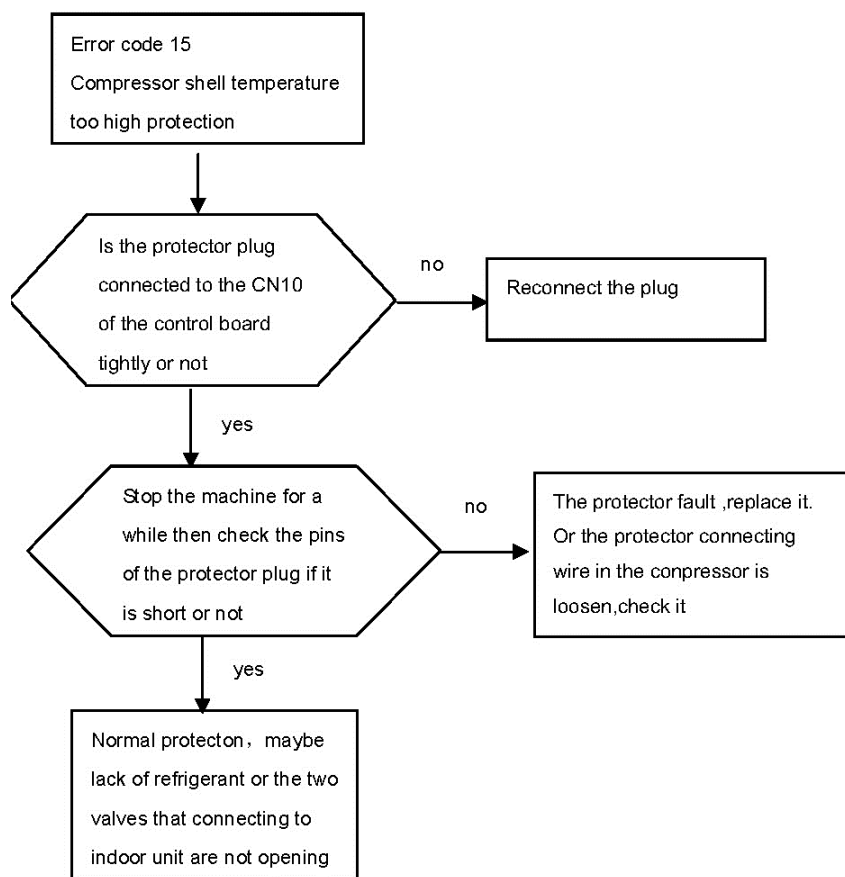 Error code 15
Compressor shell temperature
too high protection
Is the protector plug
connected to the CN10
of the control board
tightly or not
no
Reconnect the plug
yes
Stop the machine for a
while then check the pins
of the protector plug if it
is short or not
no
The protector fault ,replace it.
Or the protector connecting
wire in the conpressor is
loosen,check it
yes
Normal protecton，maybe
lack of refrigerant or the two
valves that connecting to
indoor unit are not opening